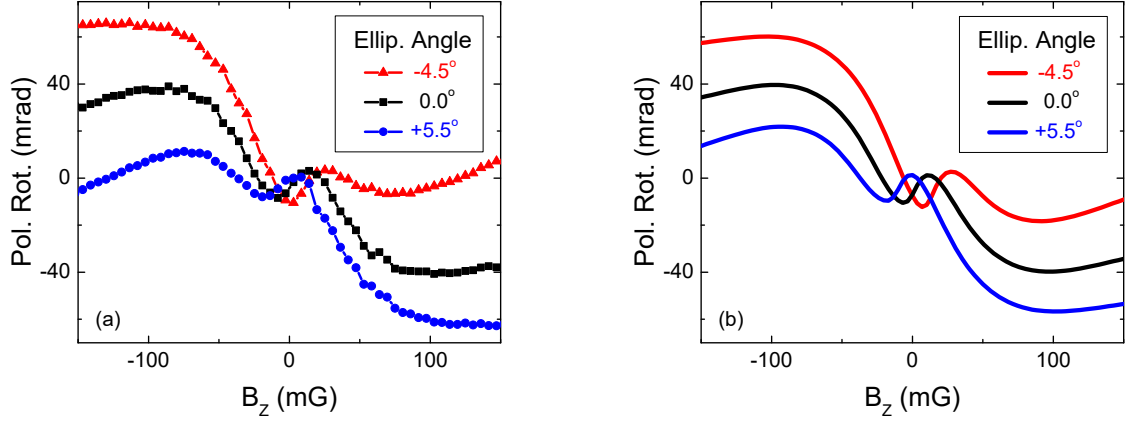 Pol. Rot. (mrad)
40
0
-40
-100
0
100
B_Z (mG)
Ellip. Angle
-4.5°
0.0°
+5.5°
(a)
Pol. Rot. (mrad)
40
0
-40
-100
0
100
B_Z (mG)
Ellip. Angle
-4.5°
0.0°
+5.5°
(b)